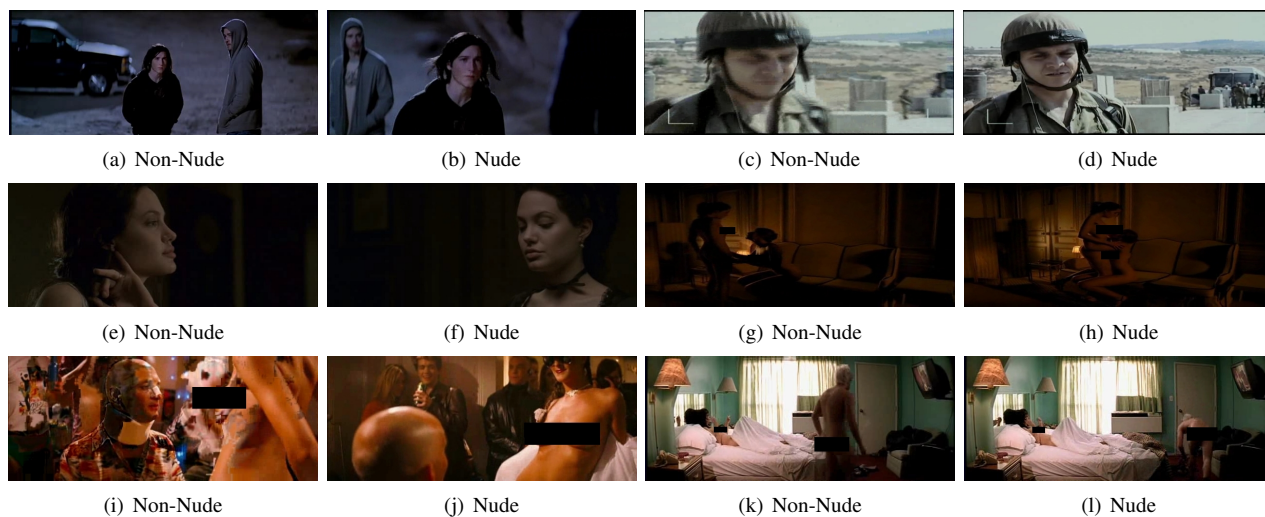 (a) Non-Nude
(b) Nude
(c) Non-Nude
(d) Nude
(e) Non-Nude
(f) Nude
(g) Non-Nude
(h) Nude
(i) Non-Nude
(j) Nude
(k) Non-Nude
(l) Nude